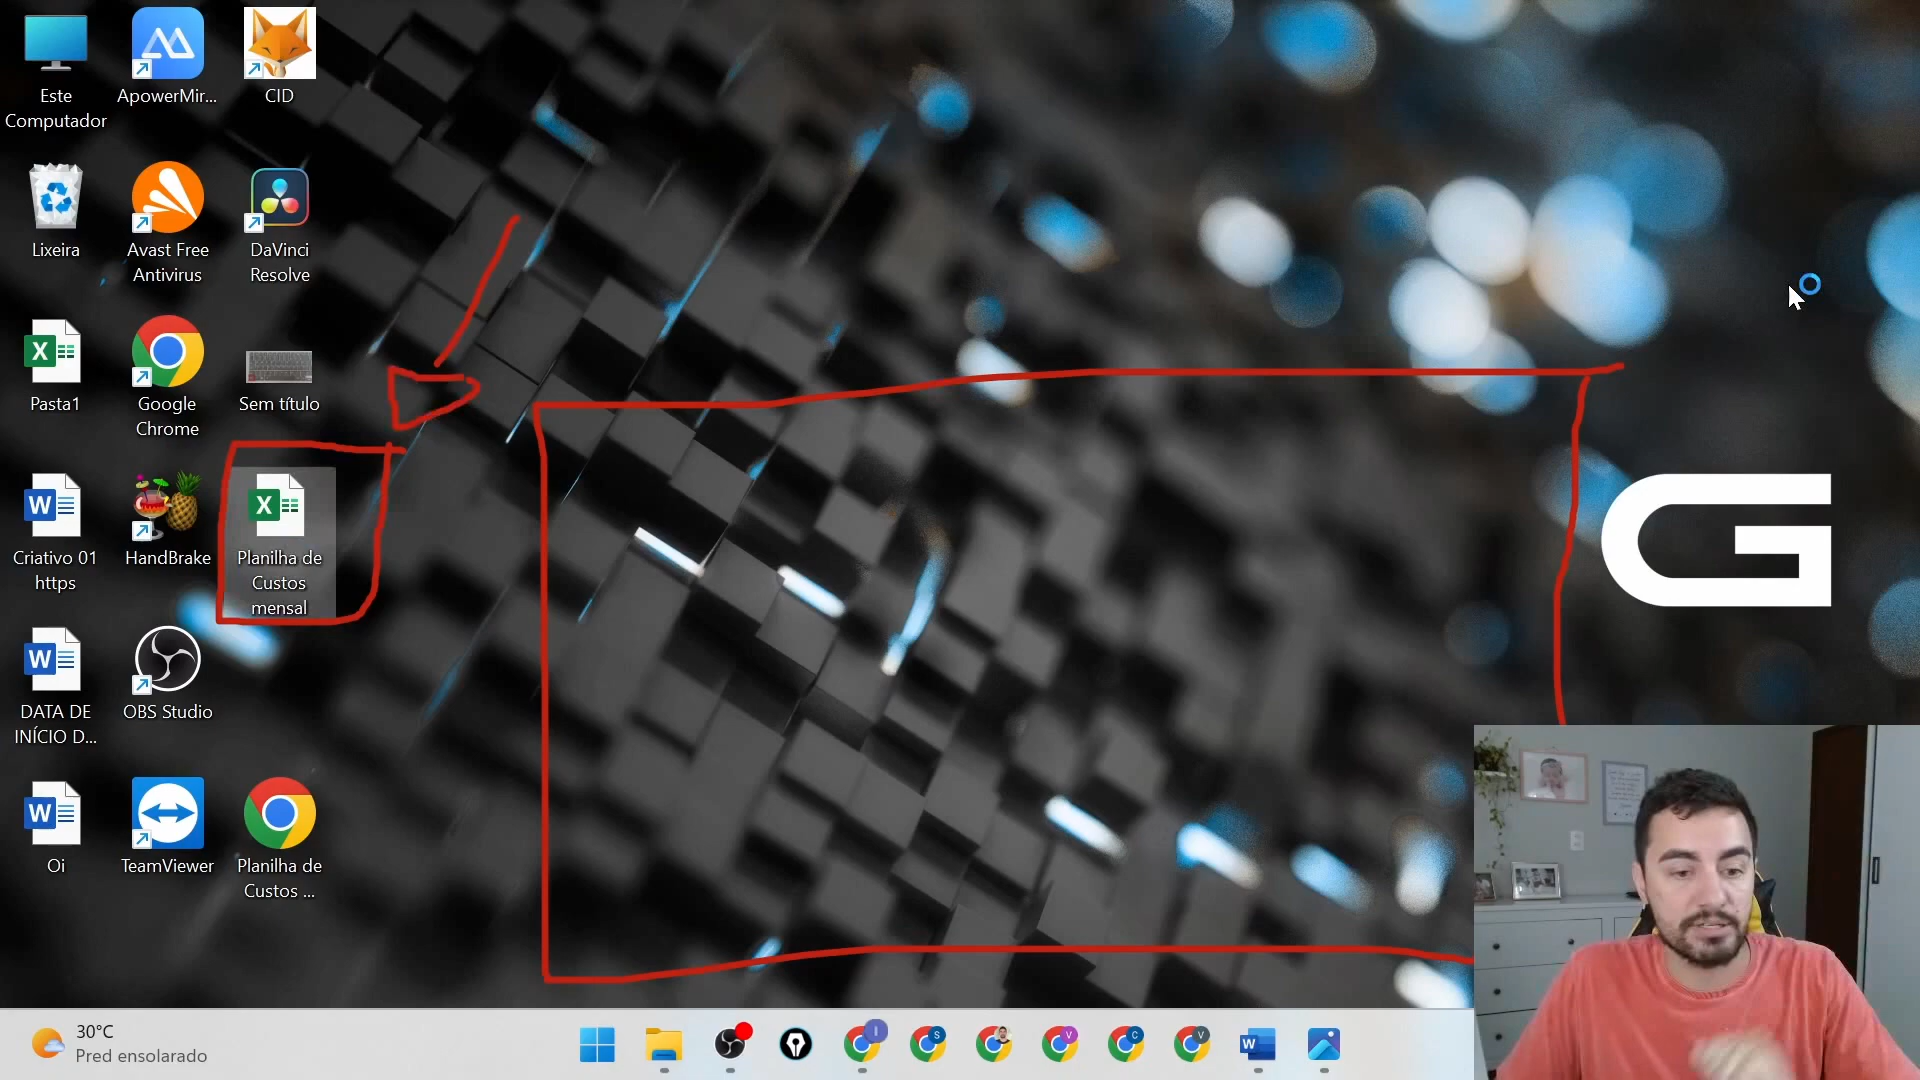 Este
Computador
ApowerMir...
CID
Lixeira
Avast Free
Antivirus
DaVinci
Resolve
Pasta1
Google
Chrome
Sem título
Criativo 01
https
HandBrake
Planilha de
Custos
mensal
DATA DE
INÍCIO D...
OBS Studio
Oi
TeamViewer
Planilha de
Custos ...
G
30°C
Pred ensolarado